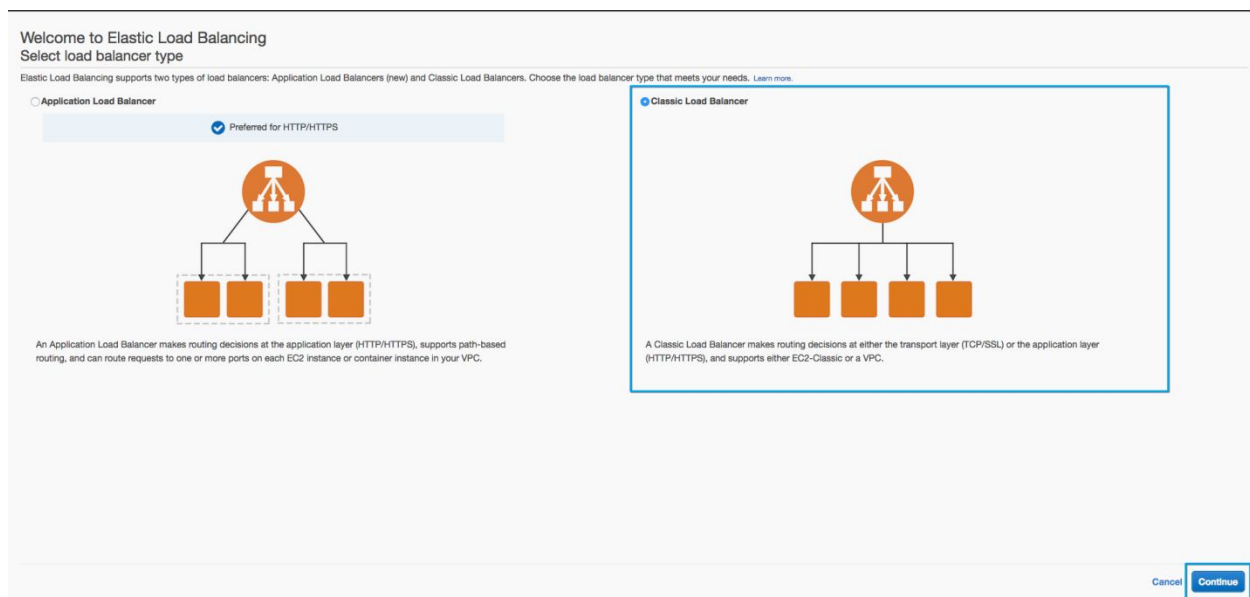 Welcome to Elastic Load Balancing
Select load balancer type
Elastic Load Balancing supports two types of load balancers: Application Load Balancers (new) and Classic Load Balancers. Choose the load balancer type that meets your needs. Learn more.
Application Load Balancer
Preferred for HTTP/HTTPS
An Application Load Balancer makes routing decisions at the application layer (HTTP/HTTPS), supports path-based
routing, and can route requests to one or more ports on each EC2 instance or container instance in your VPC.
Classic Load Balancer
A Classic Load Balancer makes routing decisions at either the transport layer (TCP/SSL) or the application layer
(HTTP/HTTPS), and supports either EC2-Classic or a VPC.
Cancel
Continue